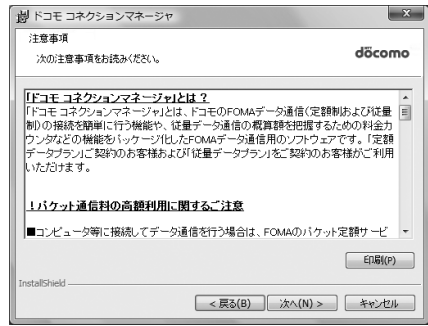 ドコモ コネクションマネージャ
注意事項
次の注意事項をお読みください。
döcomo
「ドコモ コネクションマネージャ」とは？
「ドコモ コネクションマネージャ」とは、ドコモのFOMAデータ通信(定額制および従量
制)の接続を簡単に行う機能や、従量データ通信の概算額を把握するための料金カ
ウンタなどの機能をパッケージ化したFOMAデータ通信用のソフトウェアです。「定額
データプラン」ご契約のお客様および「従量データプラン」をご契約のお客様がご利用
いただけます。
！パケット通信料の高額利用に関するご注意
■コンピュータ等に接続してデータ通信を行う場合は、FOMAのパケット定額サービ
印刷(P)
InstallShield
< 戻る(B)
次へ(N) >
キャンセル